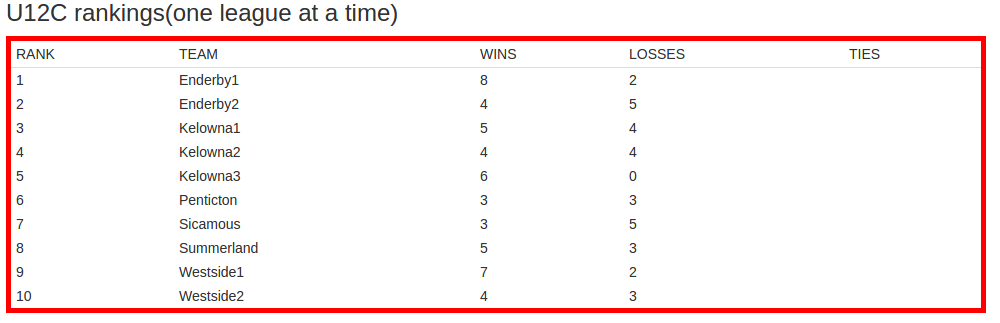 U12C rankings(one league at a time)
RANK TEAM WINS LOSSES TIES
1 Enderby1 8 2
2 Enderby2 4 5
3 Kelowna1 5 4
4 Kelowna2 4 4
5 Kelowna3 6 0
6 Penticton 3 3
7 Sicamous 3 5
8 Summerland 5 3
9 Westside1 7 2
10 Westside2 4 3